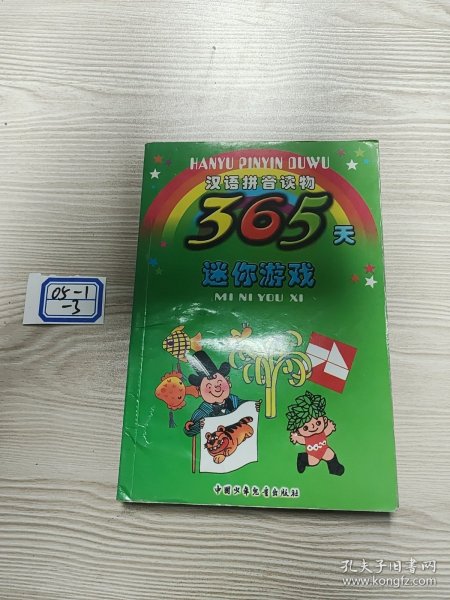 HANYU PINYIN DUWU
汉语拼音读物
365天
迷你游戏
MI NI YOU XI
05-1
-3
中国少年儿童出版社
孔夫子旧书网
www.kongfz.com